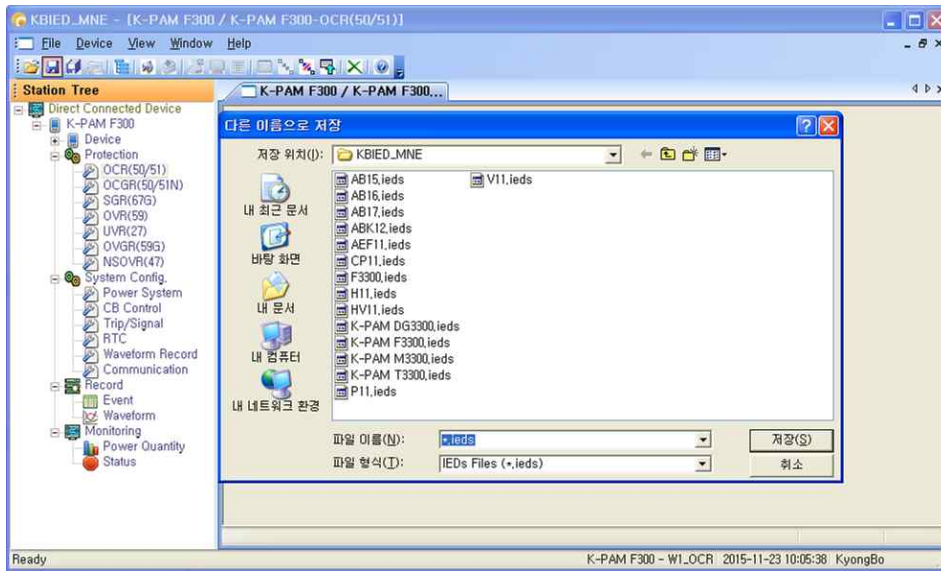 KBIED_MNE - [K-PAM F300 / K-PAM F300-OCR(50/51)]
File Device View Window Help
Station Tree
K-PAM F300 / K-PAM F300...
Direct Connected Device
K-PAM F300
Device
Protection
OCR(50/51)
OCGR(50/51N)
SGR(67G)
OVR(59)
UVR(27)
OVGR(59G)
NSOVR(47)
System Config.
Power System
CB Control
Trip/Signal
RTC
Waveform Record
Communication
Record
Event
Waveform
Monitoring
Power Quantity
Status
다른 이름으로 저장
저장 위치(I): KBIED_MNE
내 최근 문서
바탕 화면
내 문서
내 컴퓨터
내 네트워크 환경
AB15.ieds
AB16.ieds
AB17.ieds
ABK12.ieds
AEF11.ieds
CP11.ieds
F3300.ieds
H11.ieds
HV11.ieds
K-PAM DG3300.ieds
K-PAM F3300.ieds
K-PAM M3300.ieds
K-PAM T3300.ieds
P11.ieds
V11.ieds
파일 이름(N): *.ieds 저장(S)
파일 형식(T): IEDs Files (*.ieds) 취소
Ready K-PAM F300 - W1_OCR 2015-11-23 10:05:38 KyongBo